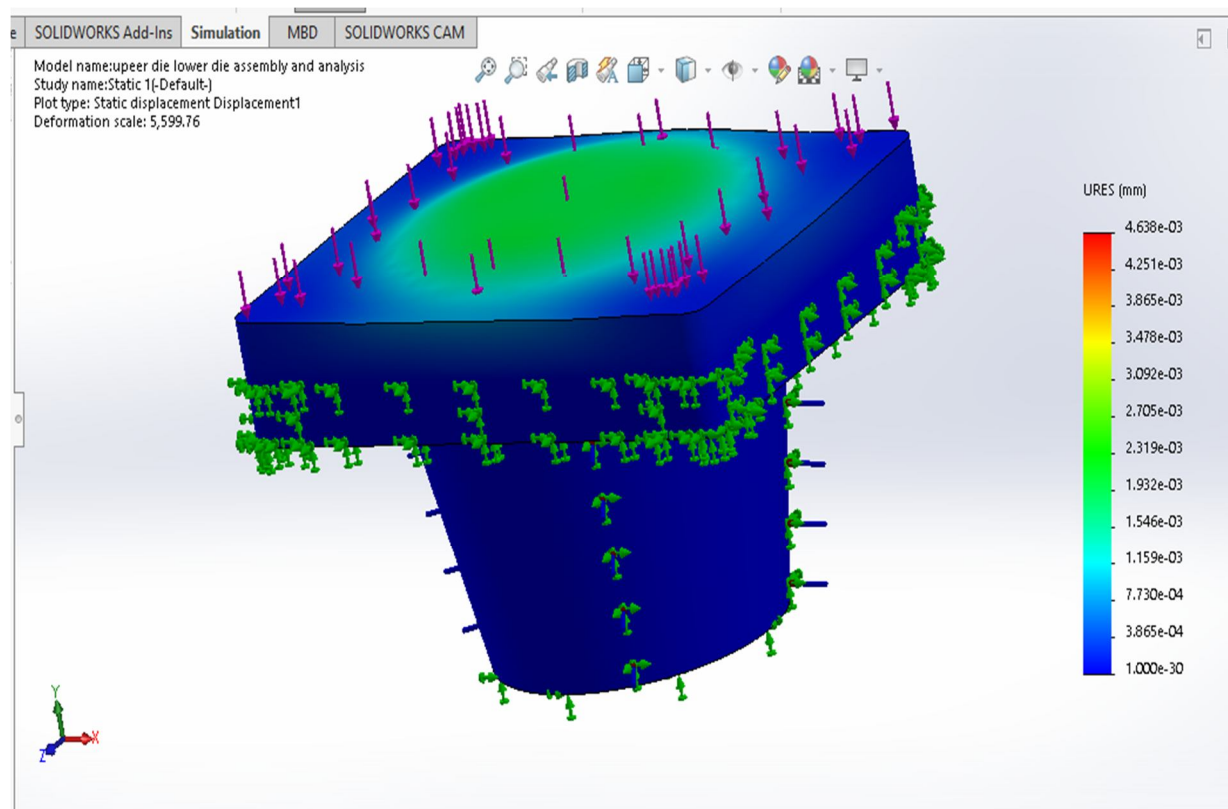 e
SOLIDWORKS Add-Ins
Simulation
MBD
SOLIDWORKS CAM
Model name:upeer die lower die assembly and analysis
Study name:Static 1(-Default-)
Plot type: Static displacement Displacement1
Deformation scale: 5,599.76
URES (mm)
4.638e-03
4.251e-03
3.865e-03
3.478e-03
3.092e-03
2.705e-03
2.319e-03
1.932e-03
1.546e-03
1.159e-03
7.730e-04
3.865e-04
1.000e-30
Y
X
Z